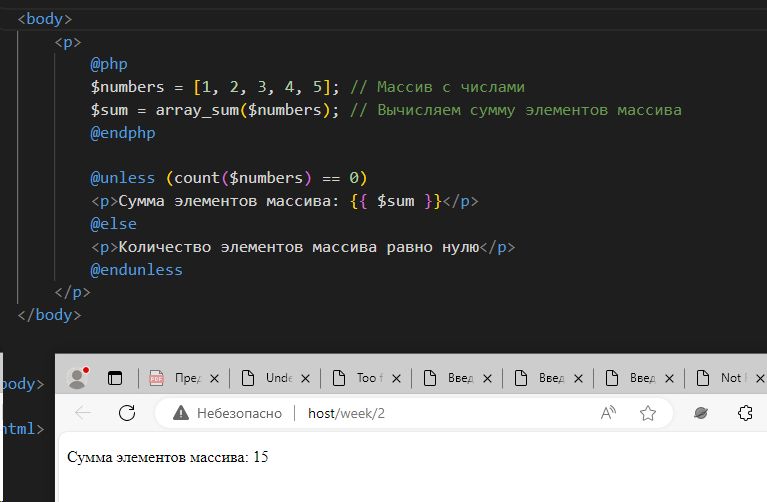 <body>
<p>
@php
$numbers = [1, 2, 3, 4, 5]; // Массив с числами
$sum = array_sum($numbers); // Вычисляем сумму элементов массива
@endphp
@unless (count($numbers) == 0)
<p>Сумма элементов массива: {{ $sum }}</p>
@else
<p>Количество элементов массива равно нулю</p>
@endunless
</p>
</body>
body>
html>
PDF Пред Unde Too f Введ Введ Введ Not F
Небезопасно host/week/2
Сумма элементов массива: 15